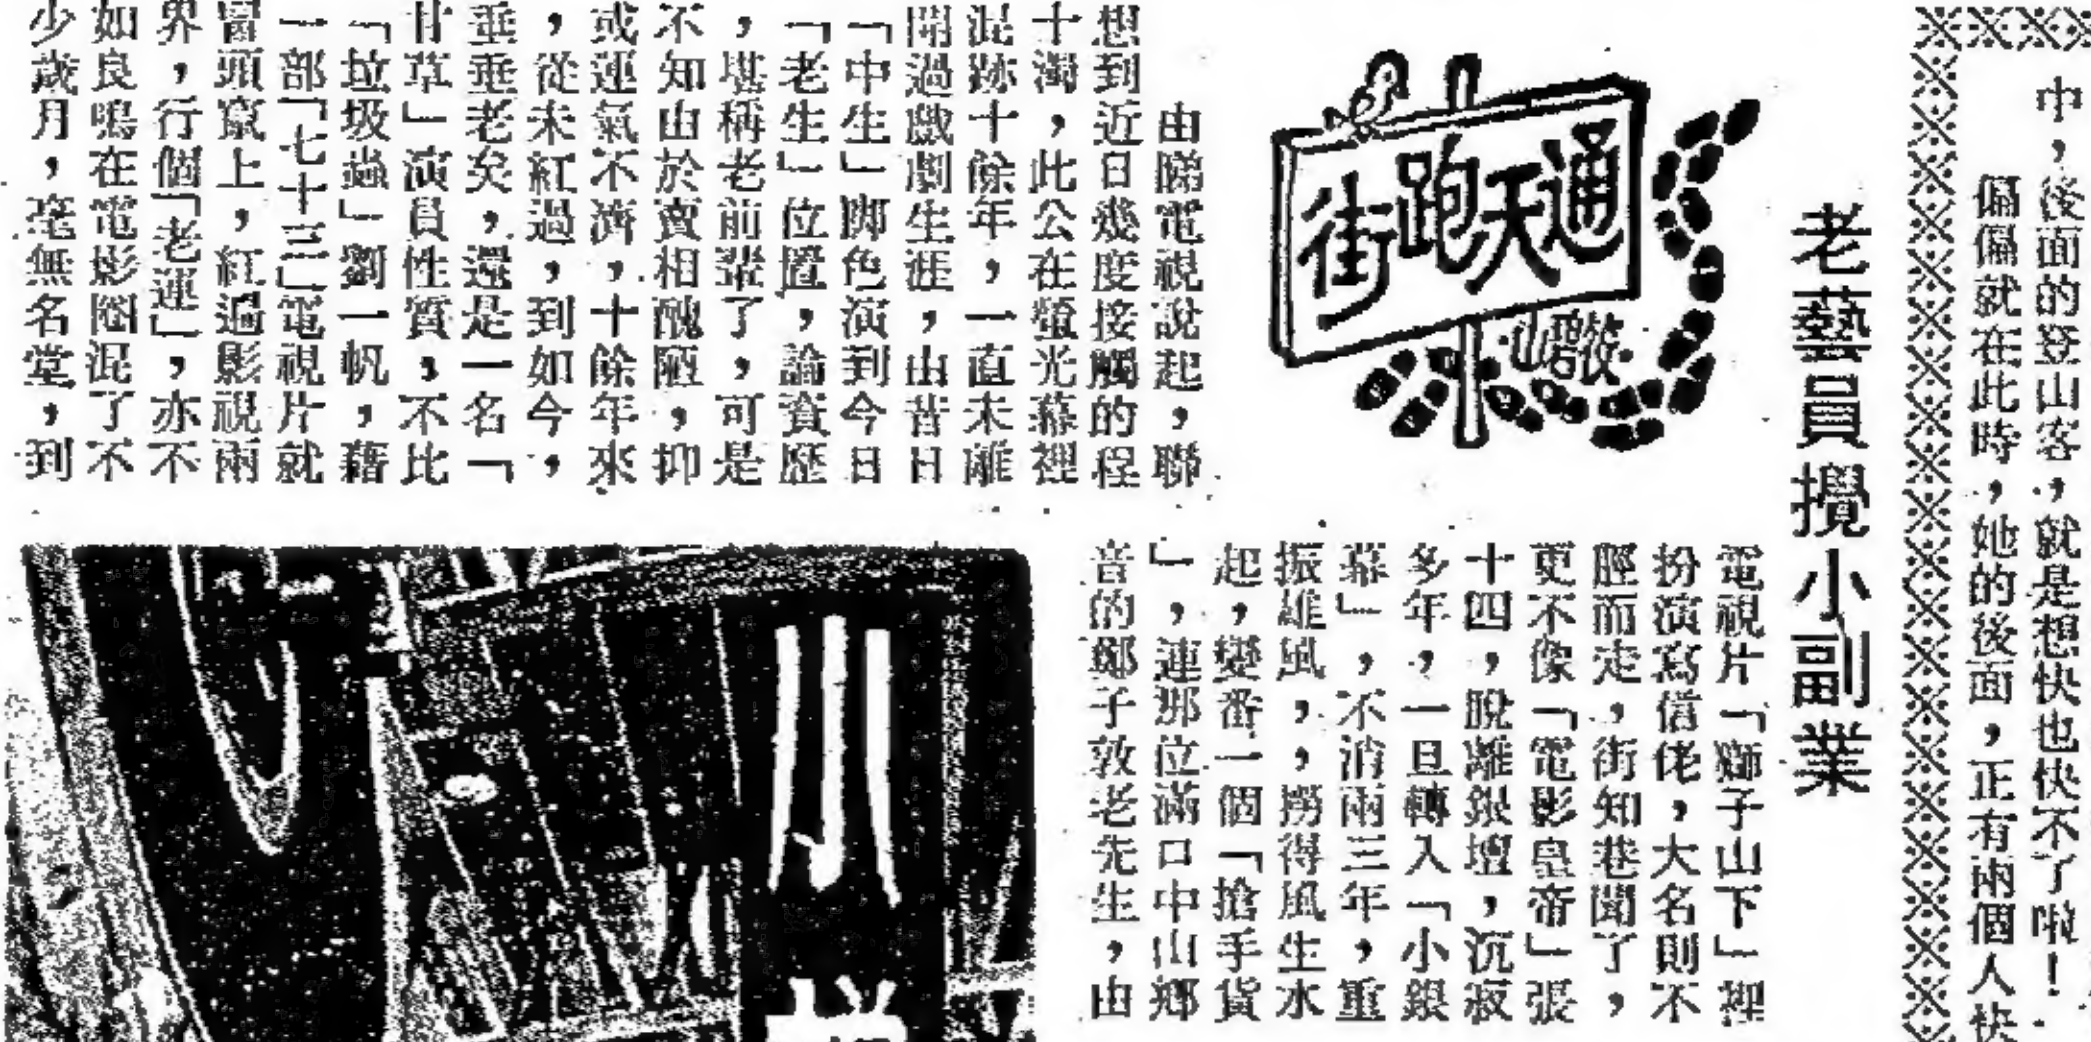 中，後面的登山客，就是想快也快不了啦！
偏偏就在此時，她的後面，正有兩個人快
老藝員攪小副業
通天跑街
由睇電視說起，聯
想到近日幾度接觸的程
十濁，此公在螢光幕裡
混跡十餘年，一直未離
開過戲劇生涯，由昔日
「中生」脚色演到今日
「老生」位置，論資歷
，堪稱老前輩了，可是
不知由於賣相醜陋，抑
或運氣不濟，十餘年來
，從未紅過，到如今，
垂垂老矣，還是一名「
甘草」演員性質，不比
「垃圾蟲」劉一帆，藉
一部「七十三」電視片就
冒頭竄上，紅遍影視兩
界，行個「老運」，亦不
如良鳴在電影圈混了不
少歲月，毫無名堂，到
電視片「獅子山下」裡
扮演寫信佬，大名則不
脛而走，街知巷聞了，
更不像「電影皇帝」張
十四，脫離銀壇，沉寂
多年，一旦轉入「小銀
幕」，不消兩三年，重
振雄風，，撈得風生水
起，變番一個「搶手貨
」，連那位滿口中山鄉
音的鄭子敦老先生，由